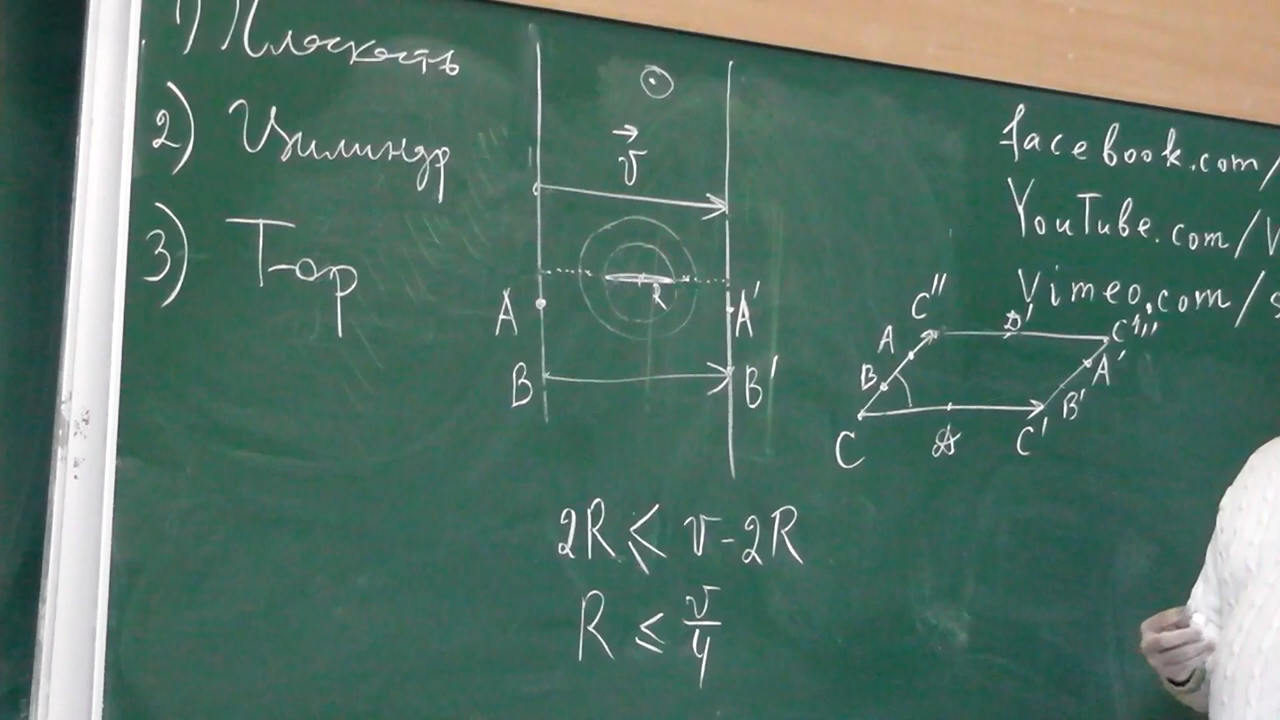 1) Плоскость
2) Цилиндр
3) Тор
v⃗
R
A A'
B B'
2R ≤ v - 2R
R ≤ v/4
facebook.com/
YouTube.com/V
Vimeo.com/s
C'' D' C'''
A A'
B B'
C C'